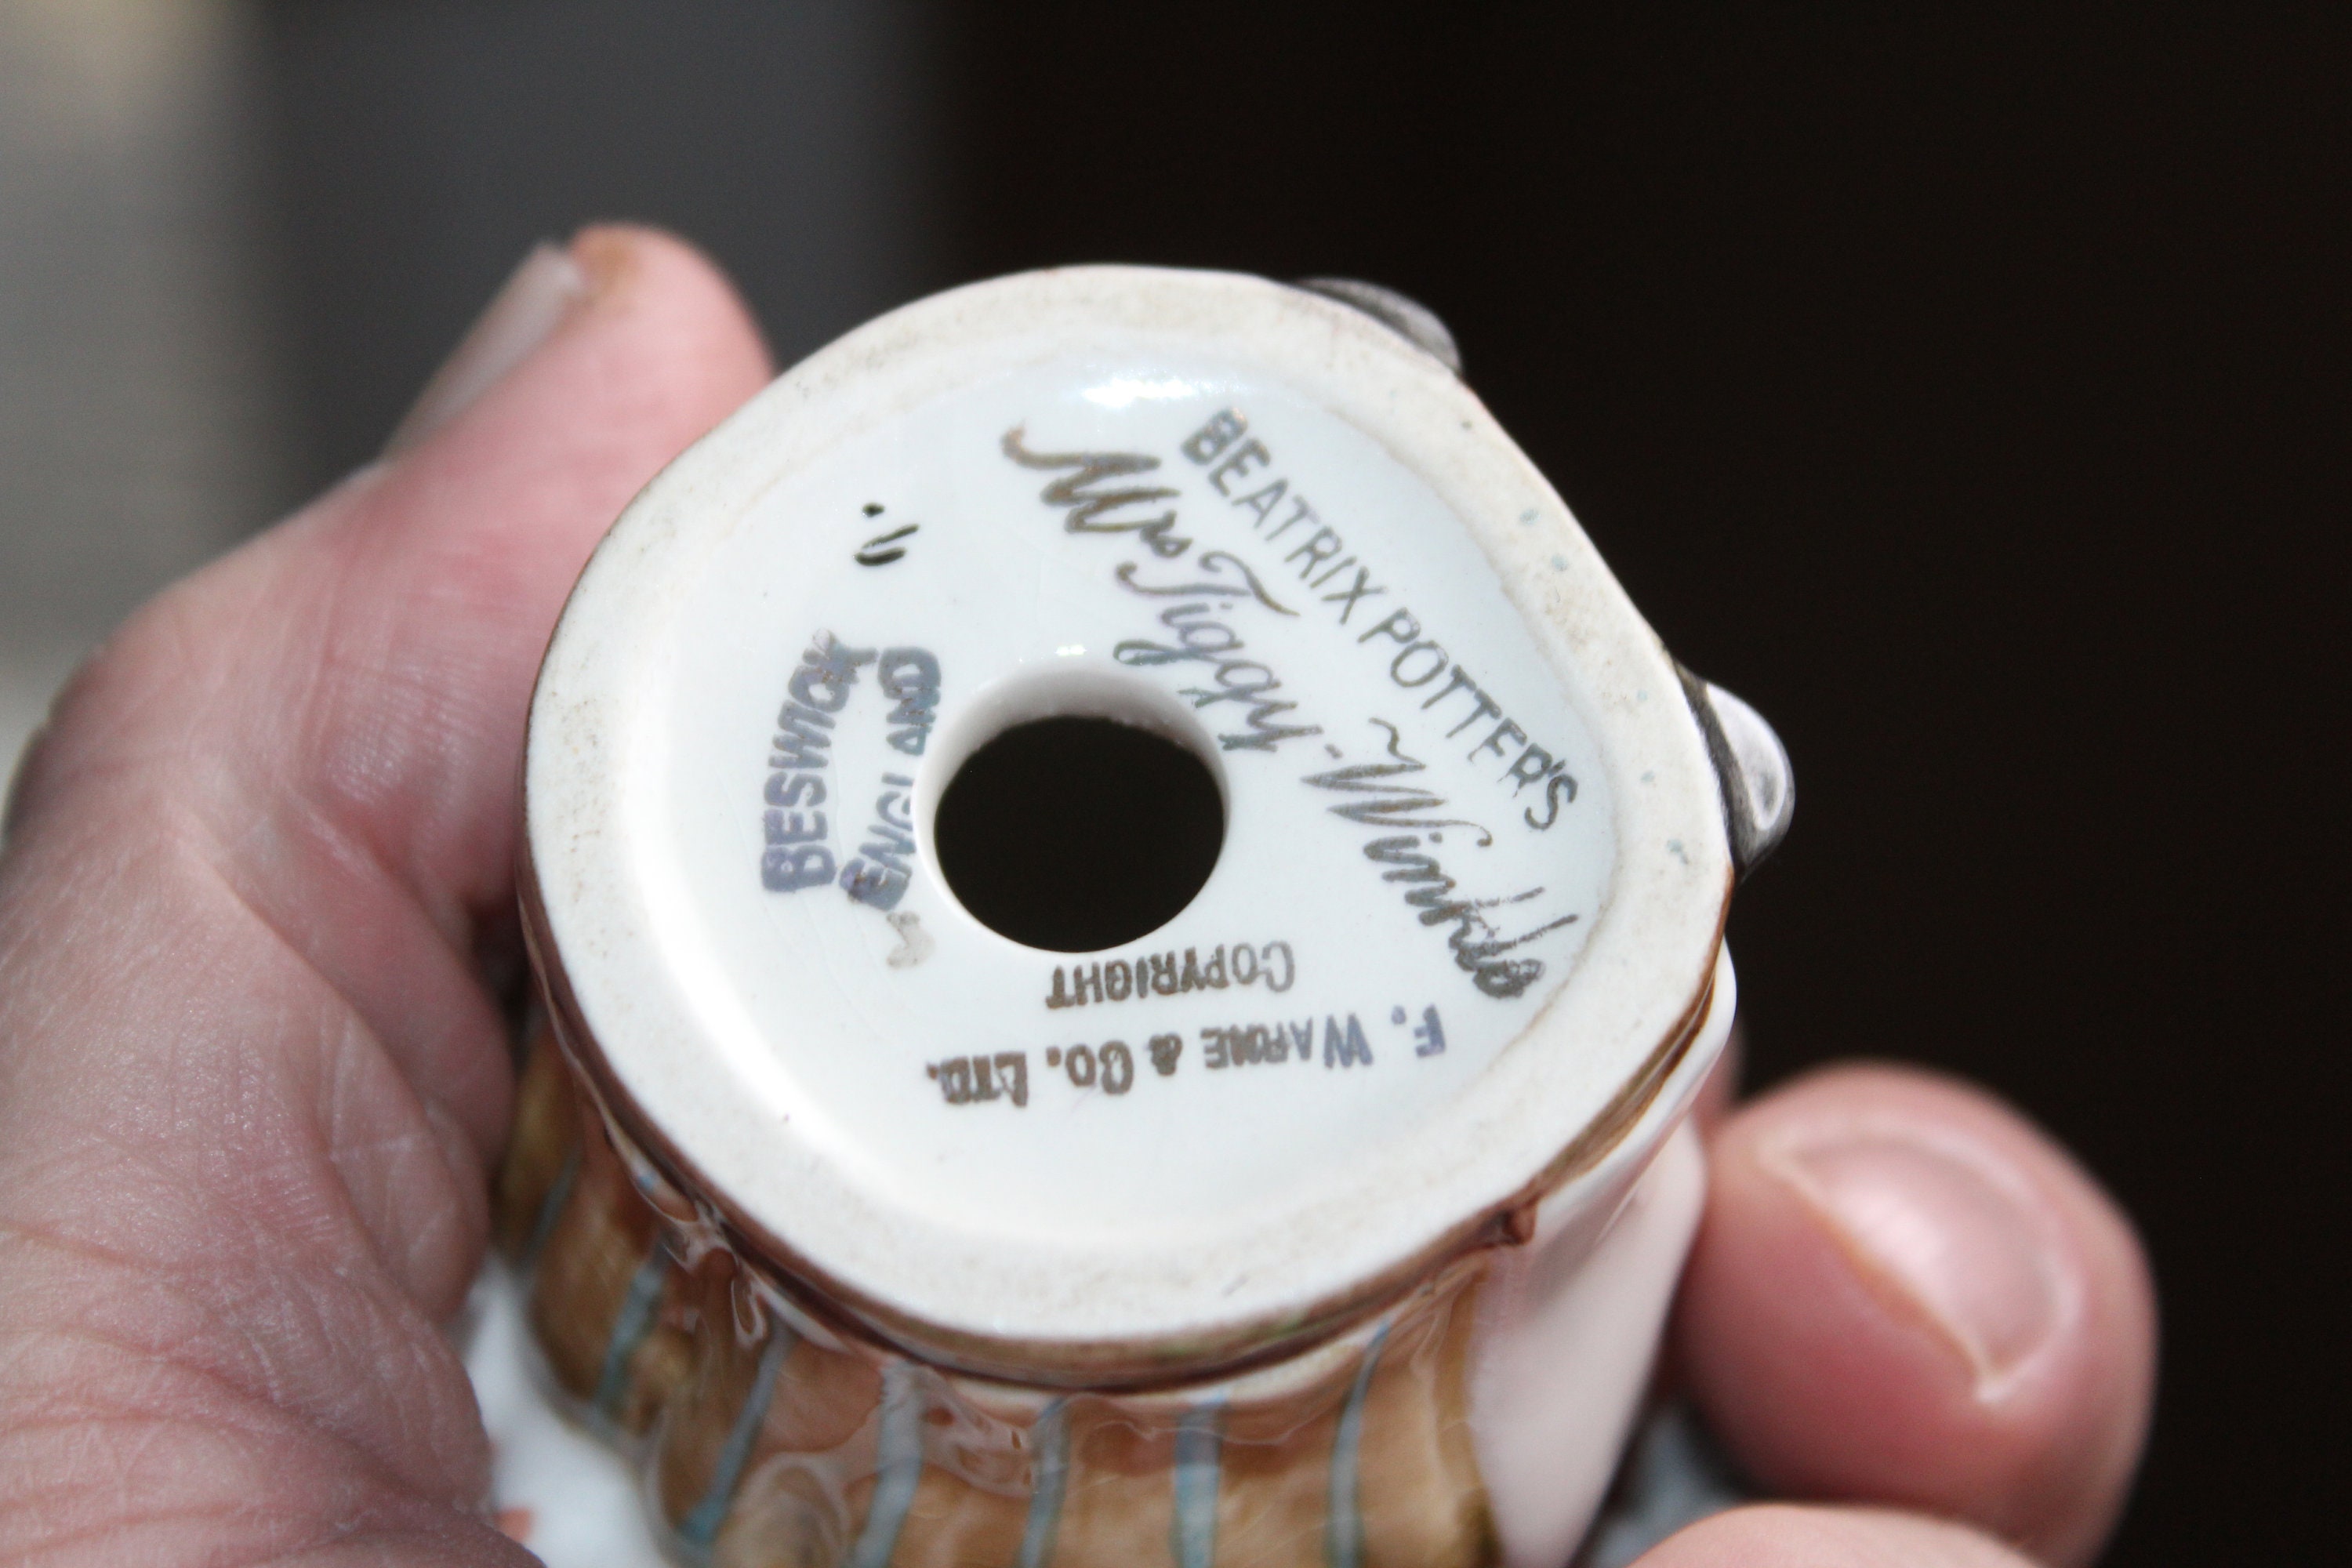 BEATRIX POTTER'S
Mrs Tiggy-Winkle
F. WARNE & CO. LTD.
COPYRIGHT
BESWICK
ENGLAND